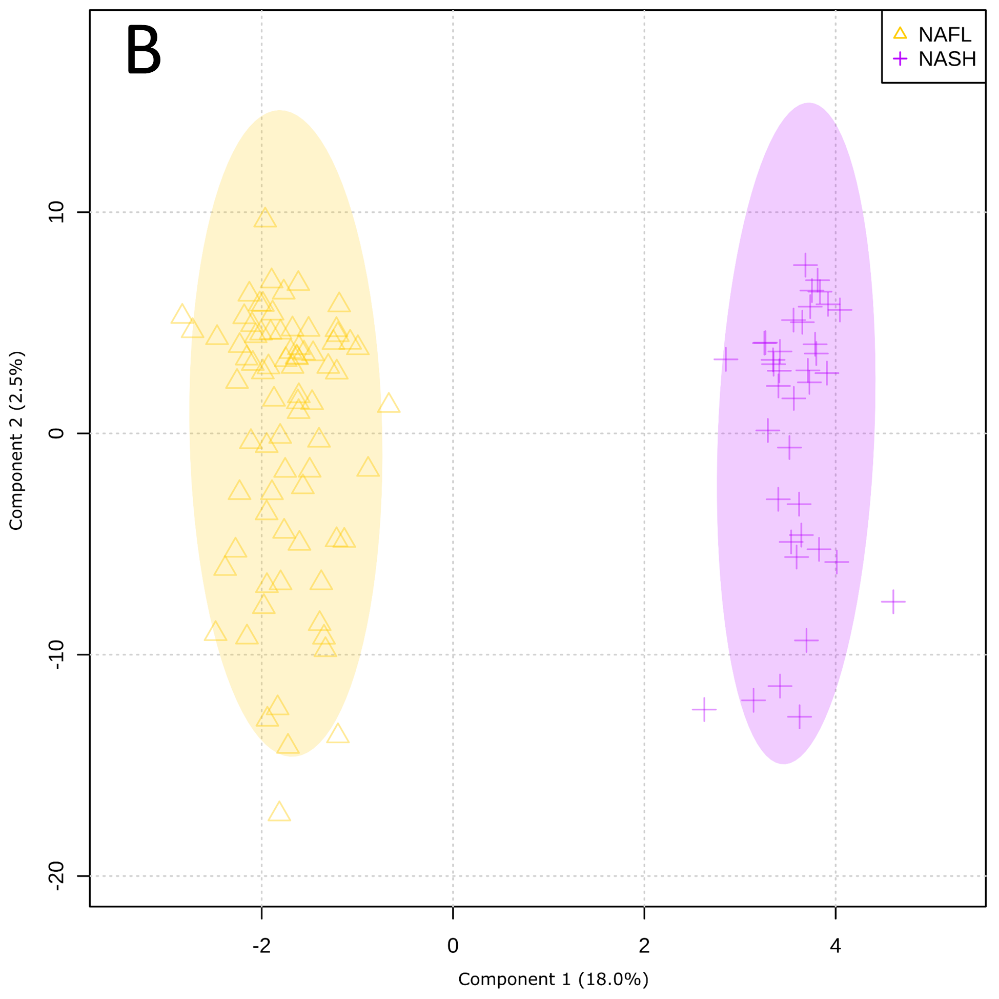 B
NAFL
NASH
10
0
-10
-20
Component 2 (2.5%)
-2
0
2
4
Component 1 (18.0%)